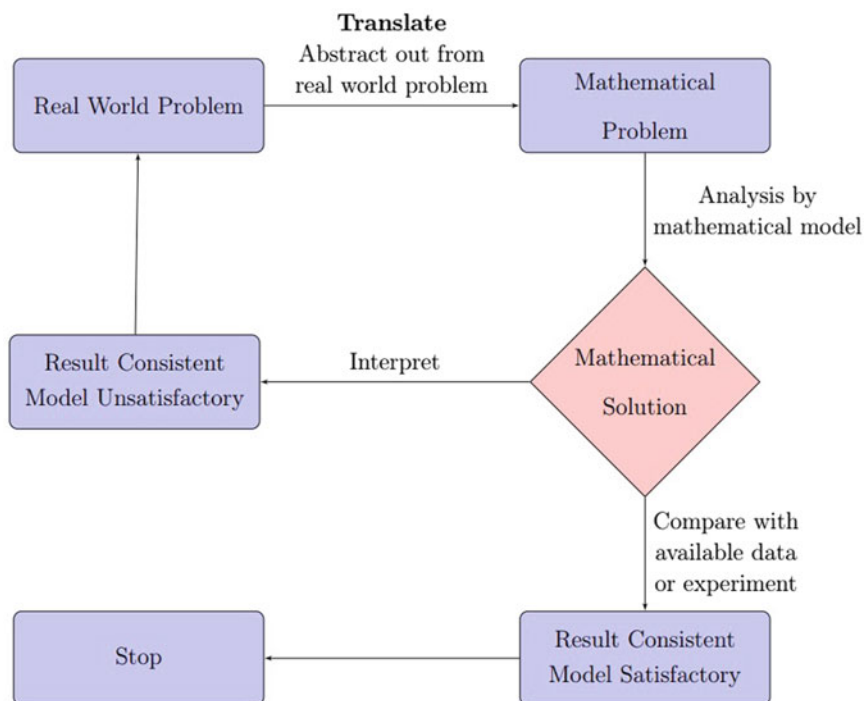 Translate
Abstract out from
real world problem
Real World Problem
Mathematical
Problem
Analysis by
mathematical model
Mathematical
Solution
Interpret
Result Consistent
Model Unsatisfactory
Compare with
available data
or experiment
Result Consistent
Model Satisfactory
Stop